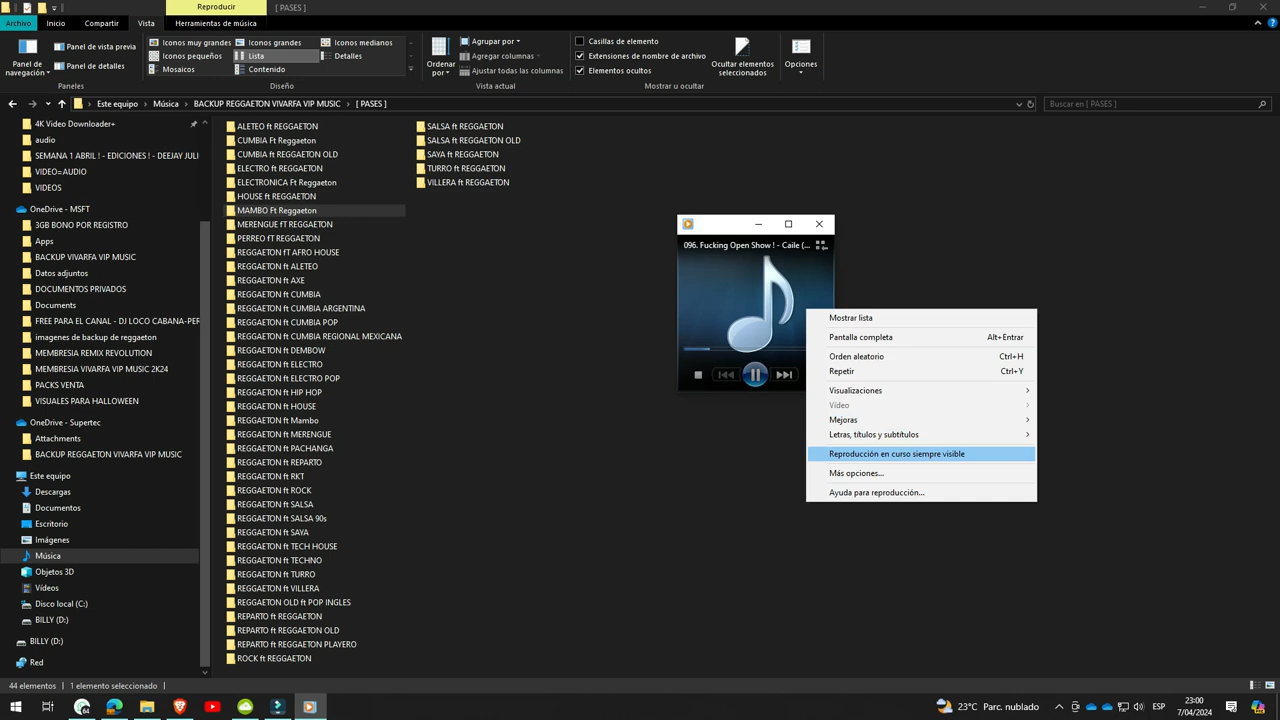 Reproducir
[ PASES ]
Archivo
Inicio
Compartir
Vista
Herramientas de música
Panel de navegación
Panel de vista previa
Panel de detalles
Paneles
Iconos muy grandes
Iconos grandes
Iconos medianos
Iconos pequeños
Lista
Detalles
Mosaicos
Contenido
Diseño
Ordenar por
Agrupar por
Agregar columnas
Ajustar todas las columnas
Vista actual
Casillas de elemento
Extensiones de nombre de archivo
Elementos ocultos
Ocultar elementos seleccionados
Mostrar u ocultar
Opciones
Este equipo > Música > BACKUP REGGAETON VIVARFA VIP MUSIC > [ PASES ]
Buscar en [ PASES ]
4K Video Downloader+
audio
SEMANA 1 ABRIL ! - EDICIONES ! - DEEJAY JULI
VIDEO=AUDIO
VIDEOS
OneDrive - MSFT
3GB BONO POR REGISTRO
Apps
BACKUP VIVARFA VIP MUSIC
Datos adjuntos
DOCUMENTOS PRIVADOS
Documents
FREE PARA EL CANAL - DJ LOCO CABANA-PER
imagenes de backup de reggaeton
MEMBRESIA REMIX REVOLUTION
MEMBRESIA VIVARFA VIP MUSIC 2K24
PACKS VENTA
VISUALES PARA HALLOWEEN
OneDrive - Supertec
Attachments
BACKUP REGGAETON VIVARFA VIP MUSIC
Este equipo
Descargas
Documentos
Escritorio
Imágenes
Música
Objetos 3D
Vídeos
Disco local (C:)
BILLY (D:)
BILLY (D:)
Red
ALETEO ft REGGAETON
CUMBIA Ft Reggaeton
CUMBIA ft REGGAETON OLD
ELECTRO ft REGGAETON
ELECTRONICA Ft Reggaeton
HOUSE ft REGGAETON
MAMBO Ft Reggaeton
MERENGUE fT REGGAETON
PERREO fT REGGAETON
REGGAETON fT AFRO HOUSE
REGGAETON ft ALETEO
REGGAETON ft AXE
REGGAETON ft CUMBIA
REGGAETON ft CUMBIA ARGENTINA
REGGAETON ft CUMBIA POP
REGGAETON ft CUMBIA REGIONAL MEXICANA
REGGAETON ft DEMBOW
REGGAETON ft ELECTRO
REGGAETON ft ELECTRO POP
REGGAETON ft HIP HOP
REGGAETON ft HOUSE
REGGAETON ft Mambo
REGGAETON ft MERENGUE
REGGAETON ft PACHANGA
REGGAETON ft REPARTO
REGGAETON ft RKT
REGGAETON ft ROCK
REGGAETON ft SALSA
REGGAETON ft SALSA 90s
REGGAETON ft SAYA
REGGAETON ft TECH HOUSE
REGGAETON ft TECHNO
REGGAETON ft TURRO
REGGAETON ft VILLERA
REGGAETON OLD ft POP INGLES
REPARTO ft REGGAETON
REPARTO ft REGGAETON OLD
REPARTO ft REGGAETON PLAYERO
ROCK ft REGGAETON
SALSA ft REGGAETON
SALSA ft REGGAETON OLD
SAYA ft REGGAETON
TURRO ft REGGAETON
VILLERA ft REGGAETON
096. Fucking Open Show ! - Caile (...
Mostrar lista
Pantalla completa Alt+Entrar
Orden aleatorio Ctrl+H
Repetir Ctrl+Y
Visualizaciones
Vídeo
Mejoras
Letras, títulos y subtítulos
Reproducción en curso siempre visible
Más opciones...
Ayuda para reproducción...
44 elementos
1 elemento seleccionado
23°C Parc. nublado
ESP
23:00
7/04/2024